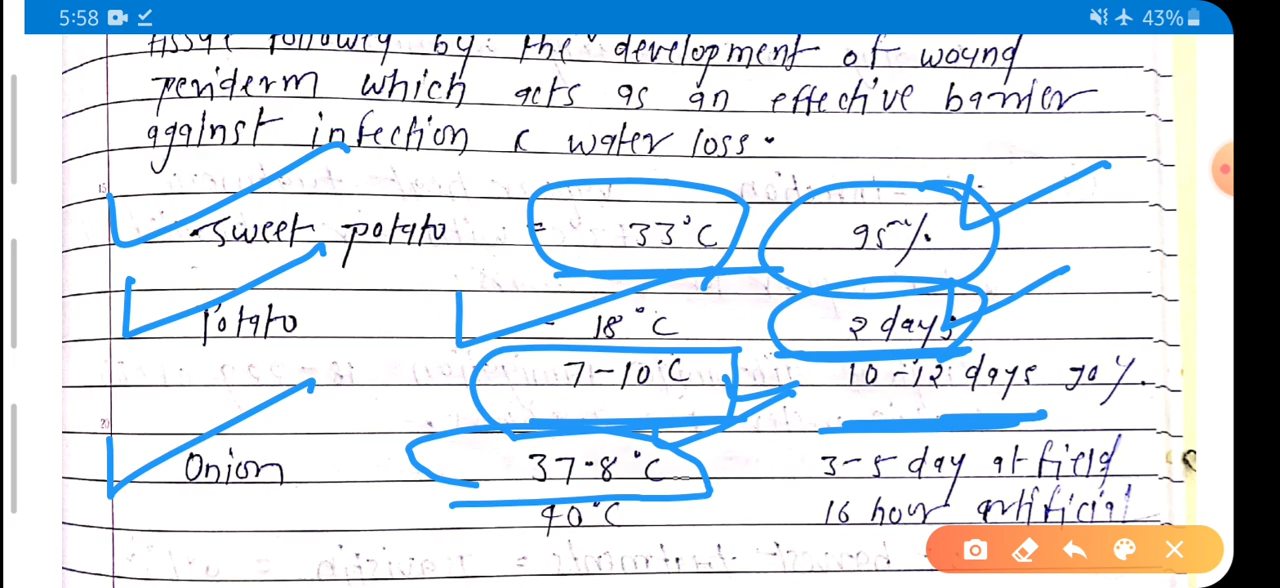 5:58 43%
by the development of wound
periderm which acts as an effective barrier
against infection & water loss.
15
Sweet potato = 33°C 95%
Potato - 18°C 2 days
7-10°C 10-12 days 90%.
20
Onion 37.8°C 3-5 day at field
40°C 16 hour artificial